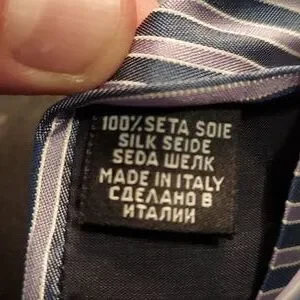 100% SETA SOIE
SILK SEIDE
SEDA ШЕЛК
MADE IN ITALY
СДЕЛАНО В
ИТАЛИИ